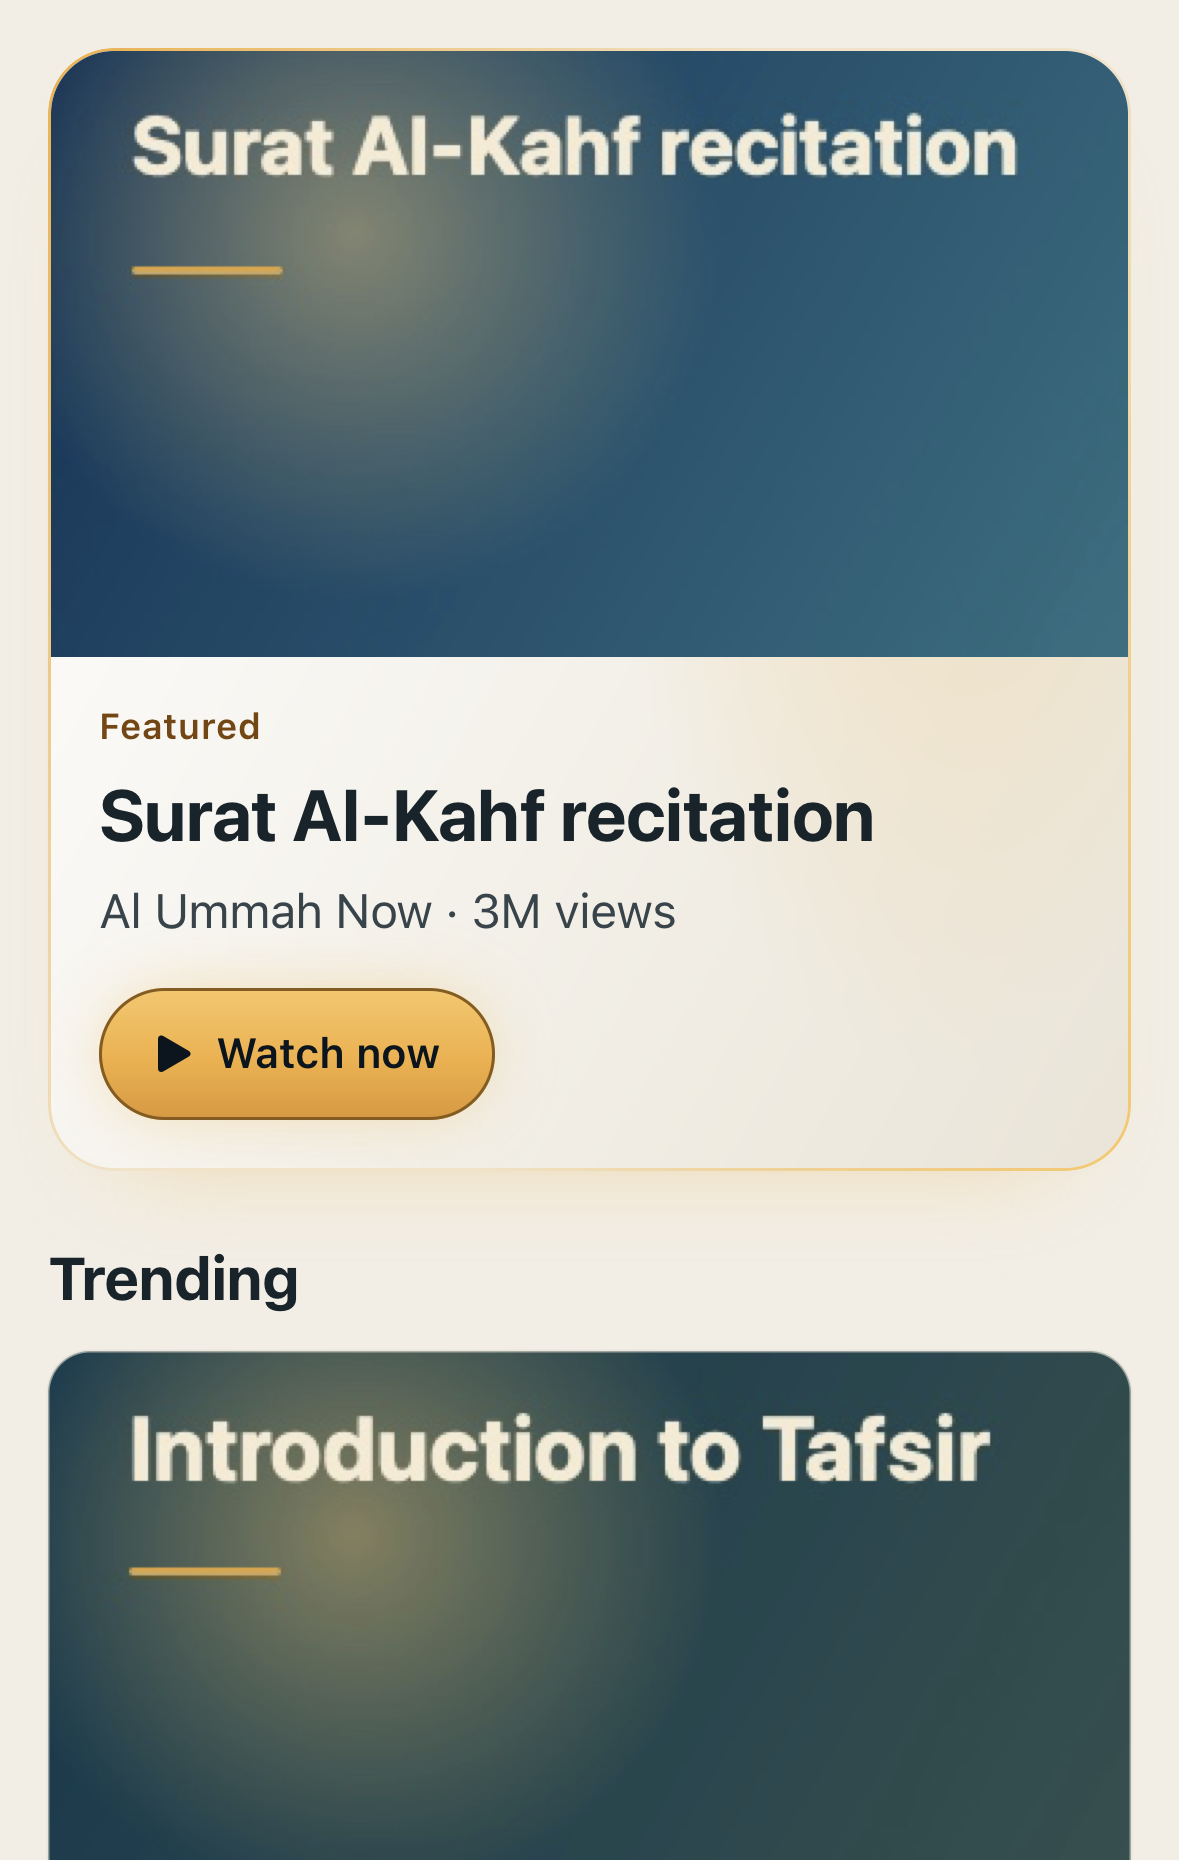 Surat Al-Kahf recitation
Featured
Surat Al-Kahf recitation
Al Ummah Now · 3M views
Watch now
Trending
Introduction to Tafsir